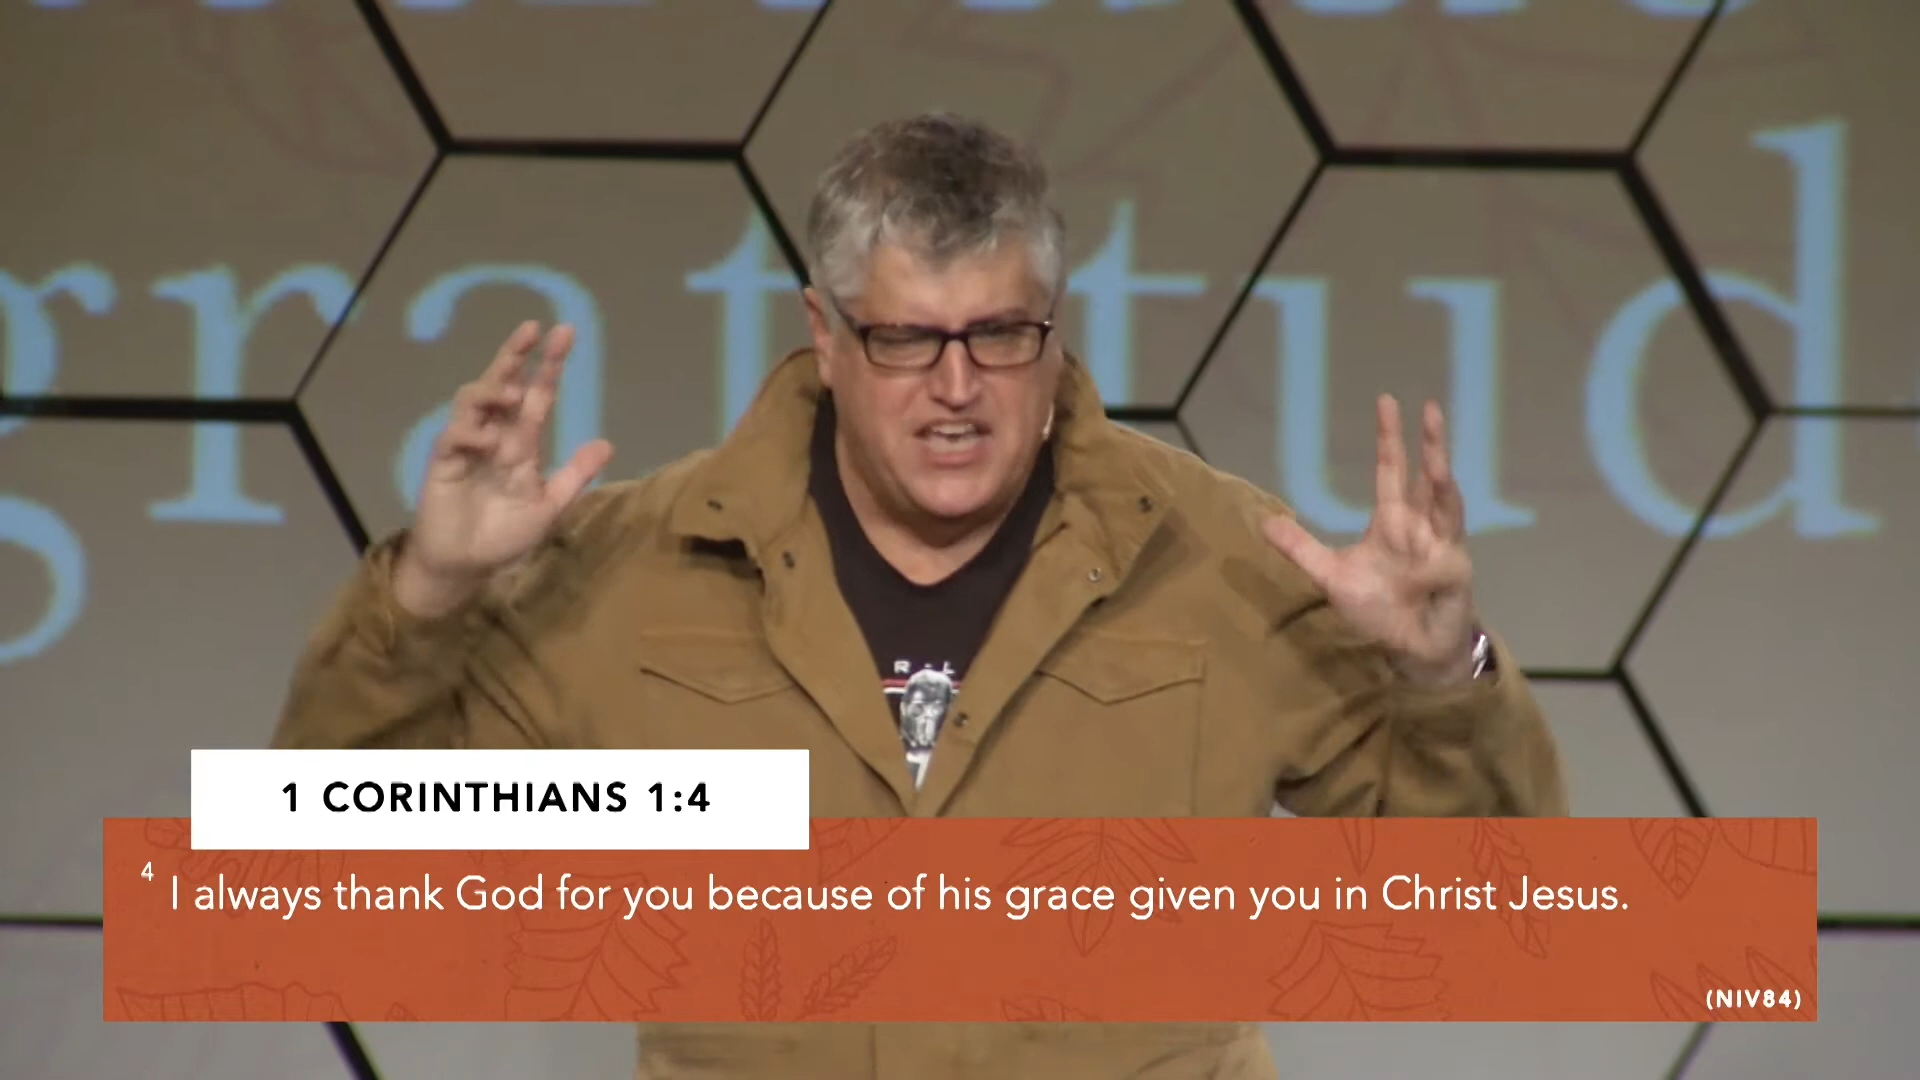 gratitud
R-L
1 CORINTHIANS 1:4
4 I always thank God for you because of his grace given you in Christ Jesus.
(NIV84)